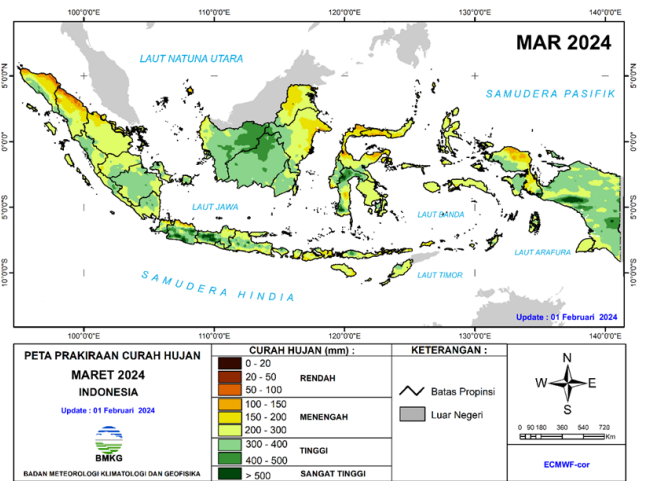 100°0'0"E 110°0'0"E 120°0'0"E 130°0'0"E 140°0'0"E
MAR 2024
LAUT NATUNA UTARA
5°0'0"N 5°0'0"N
SAMUDERA PASIFIK
0°0'0" 0°0'0"
LAUT JAWA
LAUT BANDA
5°0'0"S 5°0'0"S
LAUT ARAFURA
SAMUDERA HINDIA
LAUT TIMOR
10°0'0"S 10°0'0"S
Update : 01 Februari 2024
100°0'0"E 110°0'0"E 120°0'0"E 130°0'0"E 140°0'0"E
PETA PRAKIRAAN CURAH HUJAN
MARET 2024
INDONESIA
Update : 01 Februari 2024
BMKG
BADAN METEOROLOGI KLIMATOLOGI DAN GEOFISIKA
CURAH HUJAN (mm) :
0 - 20
20 - 50 RENDAH
50 - 100
100 - 150
150 - 200 MENENGAH
200 - 300
300 - 400 TINGGI
400 - 500
> 500 SANGAT TINGGI
KETERANGAN :
Batas Propinsi
Luar Negeri
N
W E
S
0 90 180 360 540 720
Km
ECMWF-cor